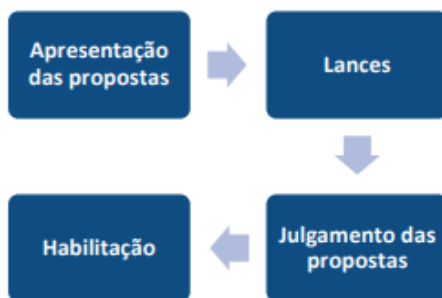 Apresentação
das propostas
Lances
Julgamento das
propostas
Habilitação